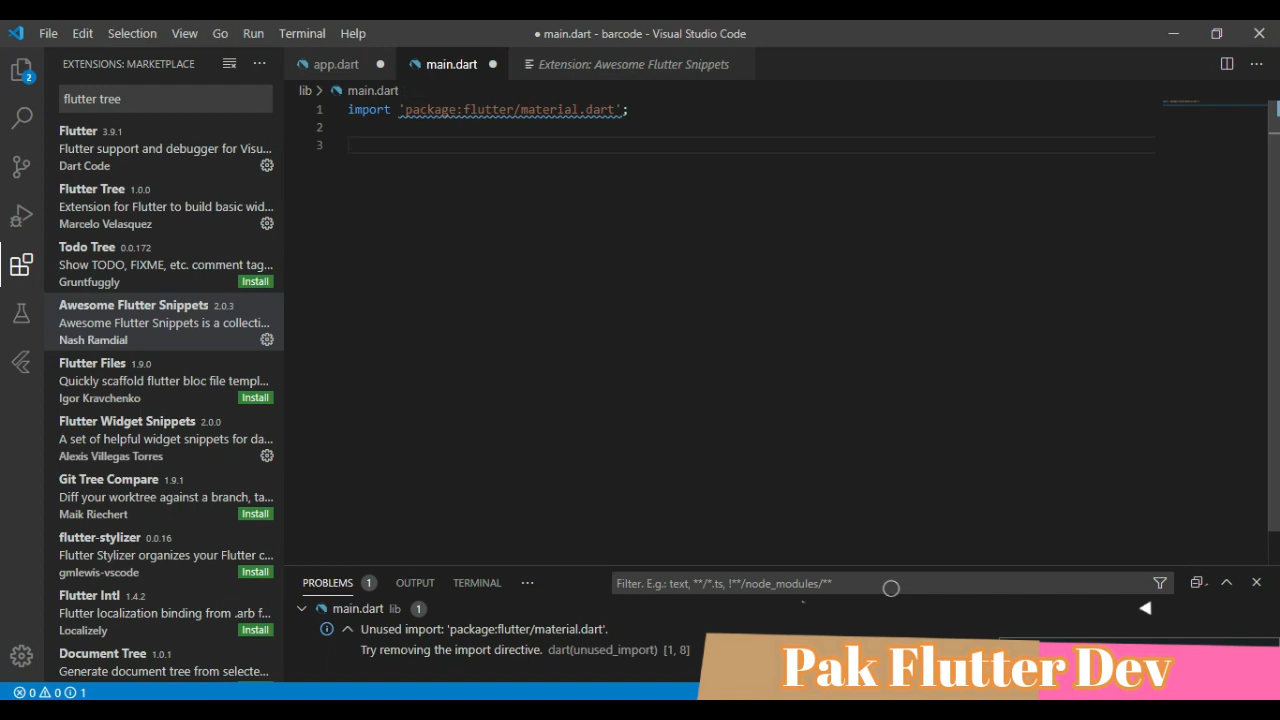 File Edit Selection View Go Run Terminal Help
● main.dart - barcode - Visual Studio Code
EXTENSIONS: MARKETPLACE
flutter tree
Flutter 3.9.1
Flutter support and debugger for Visu...
Dart Code
Flutter Tree 1.0.0
Extension for Flutter to build basic wid...
Marcelo Velasquez
Todo Tree 0.0.172
Show TODO, FIXME, etc. comment tag...
Gruntfuggly Install
Awesome Flutter Snippets 2.0.3
Awesome Flutter Snippets is a collecti...
Nash Ramdial
Flutter Files 1.9.0
Quickly scaffold flutter bloc file templ...
Igor Kravchenko Install
Flutter Widget Snippets 2.0.0
A set of helpful widget snippets for da...
Alexis Villegas Torres
Git Tree Compare 1.9.1
Diff your worktree against a branch, ta...
Maik Riechert Install
flutter-stylizer 0.0.16
Flutter Stylizer organizes your Flutter c...
gmlewis-vscode Install
Flutter Intl 1.4.2
Flutter localization binding from .arb f...
Localizely Install
Document Tree 1.0.1
Generate document tree from selecte...
2
app.dart ● main.dart ● Extension: Awesome Flutter Snippets
lib > main.dart
1 import 'package:flutter/material.dart';
2
3
PROBLEMS 1 OUTPUT TERMINAL ...
Filter. E.g.: text, **/*.ts, !**/node_modules/**
main.dart lib 1
Unused import: 'package:flutter/material.dart'.
Try removing the import directive. dart(unused_import) [1, 8]
0 0 1
Pak Flutter Dev